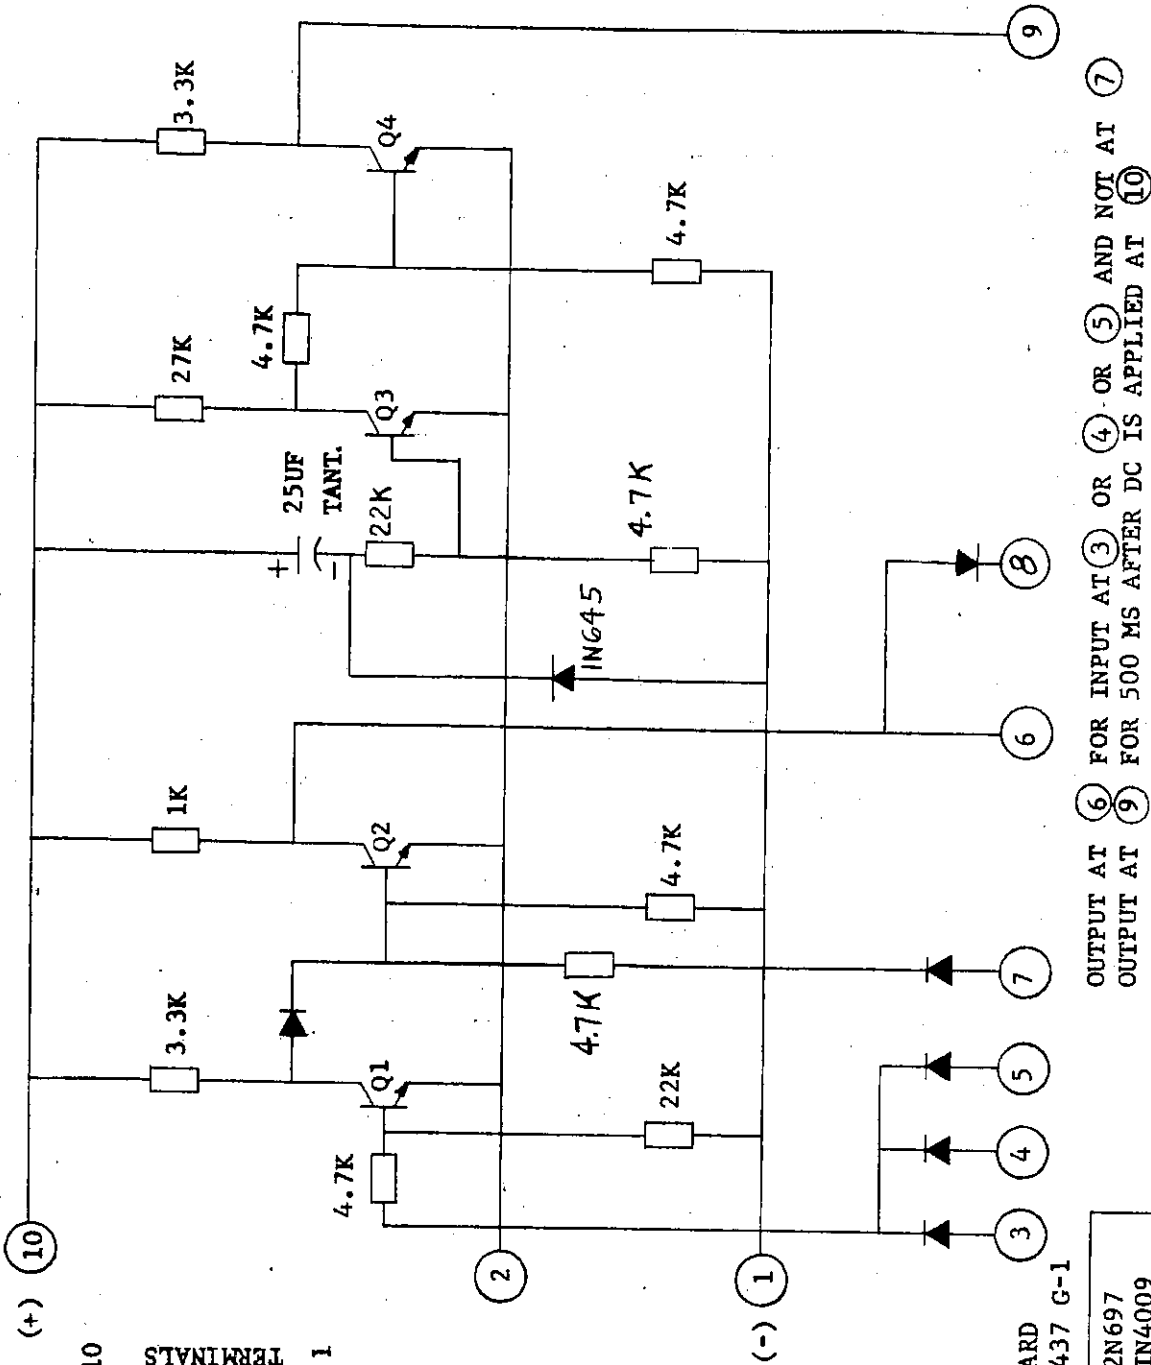 (+) 10
3.3K
1K
27K
3.3K
4.7K
Q1
Q2
+
-
25UF
TANT.
22K
4.7K
Q3
Q4
2
1N645
22K
4.7K
4.7K
4.7K
4.7K
(-) 1
3
4
5
7
6
8
9
10
TERMINALS
1
ARD
437 G-1
2N697
IN4009
OUTPUT AT 6 FOR INPUT AT 3 OR 4 OR 5 AND NOT AT 7
OUTPUT AT 9 FOR 500 MS AFTER DC IS APPLIED AT 10